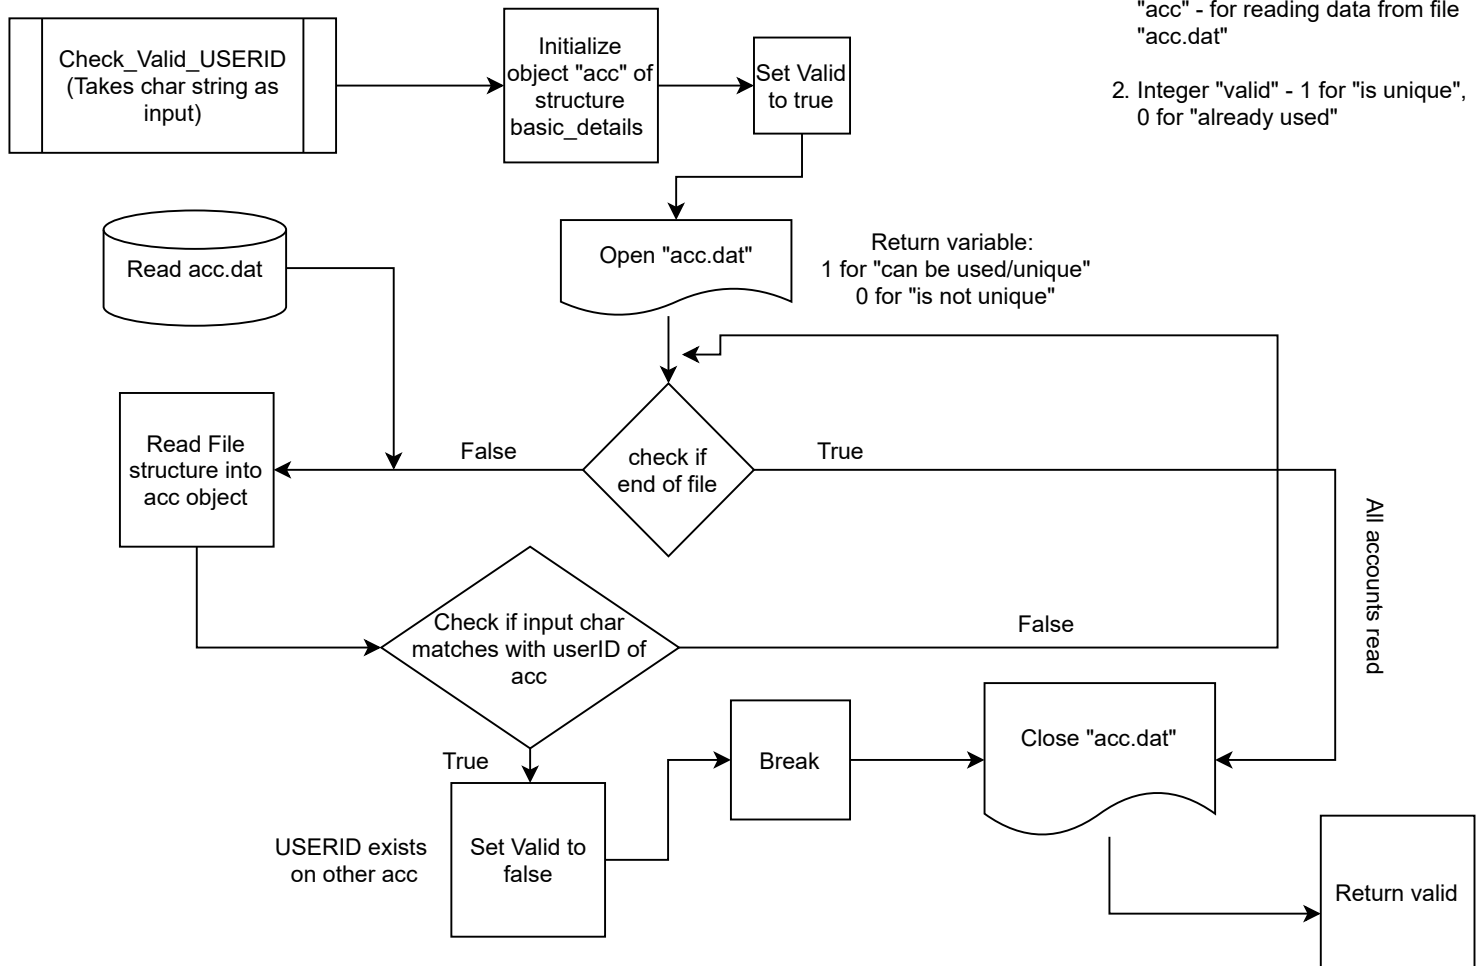 "acc" - for reading data from file
"acc.dat"
2. Integer "valid" - 1 for "is unique",
0 for "already used"
Check_Valid_USERID
(Takes char string as
input)
Initialize
object "acc" of
structure
basic_details
Set Valid
to true
Read acc.dat
Open "acc.dat"
Return variable:
1 for "can be used/unique"
0 for "is not unique"
Read File
structure into
acc object
False
check if
end of file
True
All accounts read
Check if input char
matches with userID of
acc
False
True
USERID exists
on other acc
Set Valid to
false
Break
Close "acc.dat"
Return valid